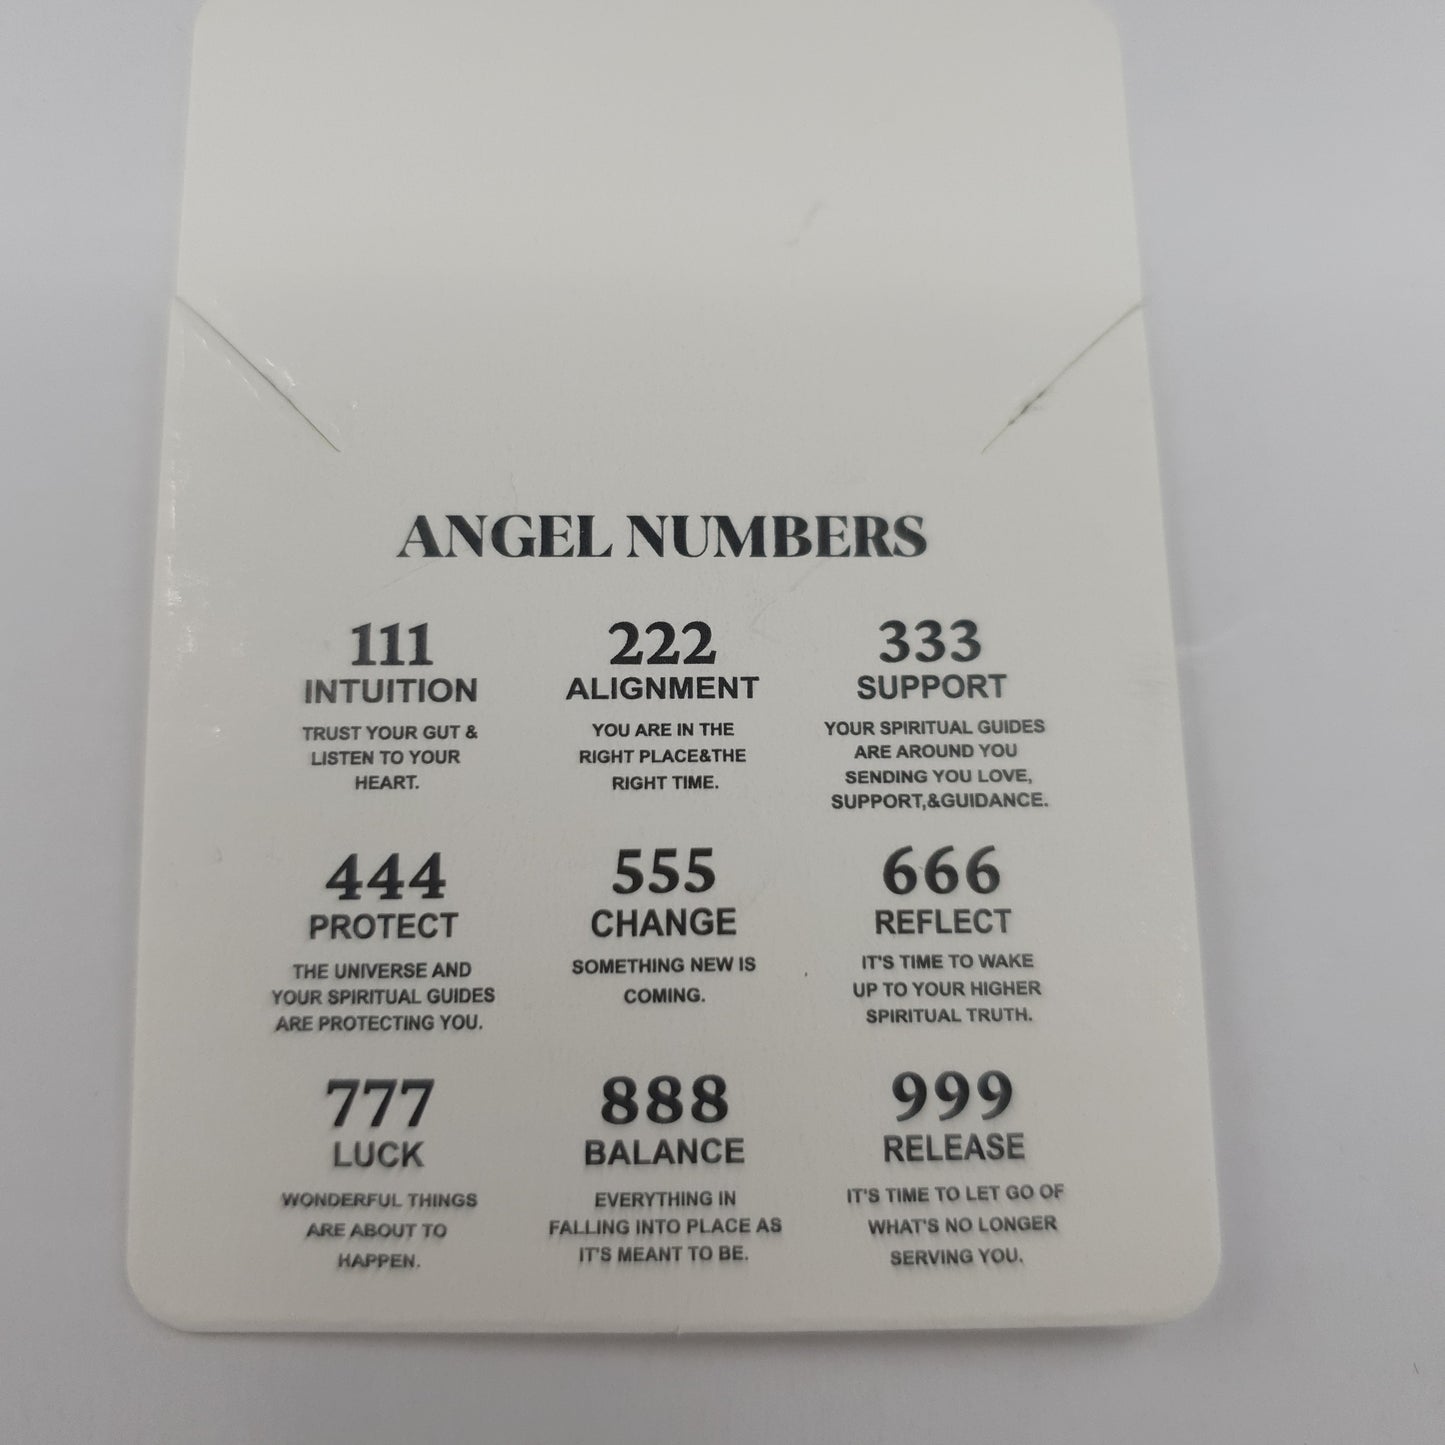 ANGEL NUMBERS
111
INTUITION
TRUST YOUR GUT &
LISTEN TO YOUR
HEART.
222
ALIGNMENT
YOU ARE IN THE
RIGHT PLACE&THE
RIGHT TIME.
333
SUPPORT
YOUR SPIRITUAL GUIDES
ARE AROUND YOU
SENDING YOU LOVE,
SUPPORT,&GUIDANCE.
444
PROTECT
THE UNIVERSE AND
YOUR SPIRITUAL GUIDES
ARE PROTECTING YOU.
555
CHANGE
SOMETHING NEW IS
COMING.
666
REFLECT
IT'S TIME TO WAKE
UP TO YOUR HIGHER
SPIRITUAL TRUTH.
777
LUCK
WONDERFUL THINGS
ARE ABOUT TO
HAPPEN.
888
BALANCE
EVERYTHING IN
FALLING INTO PLACE AS
IT'S MEANT TO BE.
999
RELEASE
IT'S TIME TO LET GO OF
WHAT'S NO LONGER
SERVING YOU.